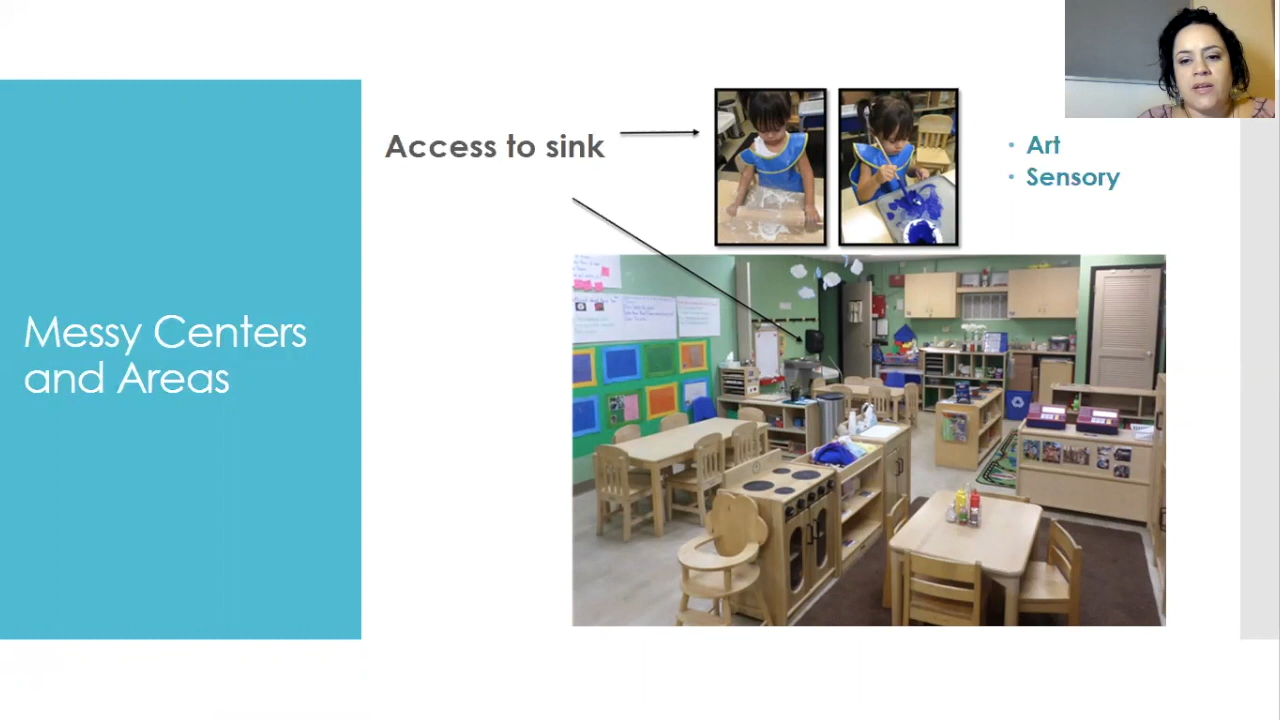 Access to sink
Art
Sensory
Messy Centers
and Areas